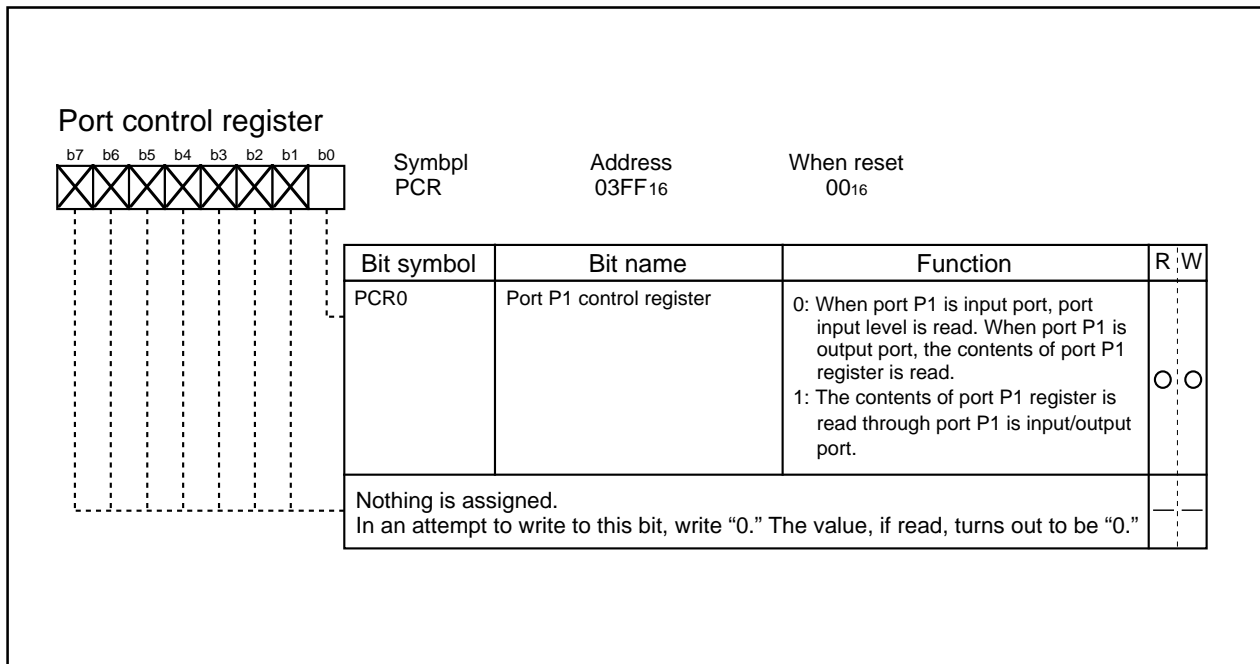 Port control register
b7 b6 b5 b4 b3 b2 b1 b0
Symbpl Address When reset
PCR 03FF16 0016
Bit symbol Bit name Function R W
PCR0 Port P1 control register 0: When port P1 is input port, port
input level is read. When port P1 is
output port, the contents of port P1
register is read.
1: The contents of port P1 register is
read through port P1 is input/output
port.
Nothing is assigned.
In an attempt to write to this bit, write “0.” The value, if read, turns out to be “0.”